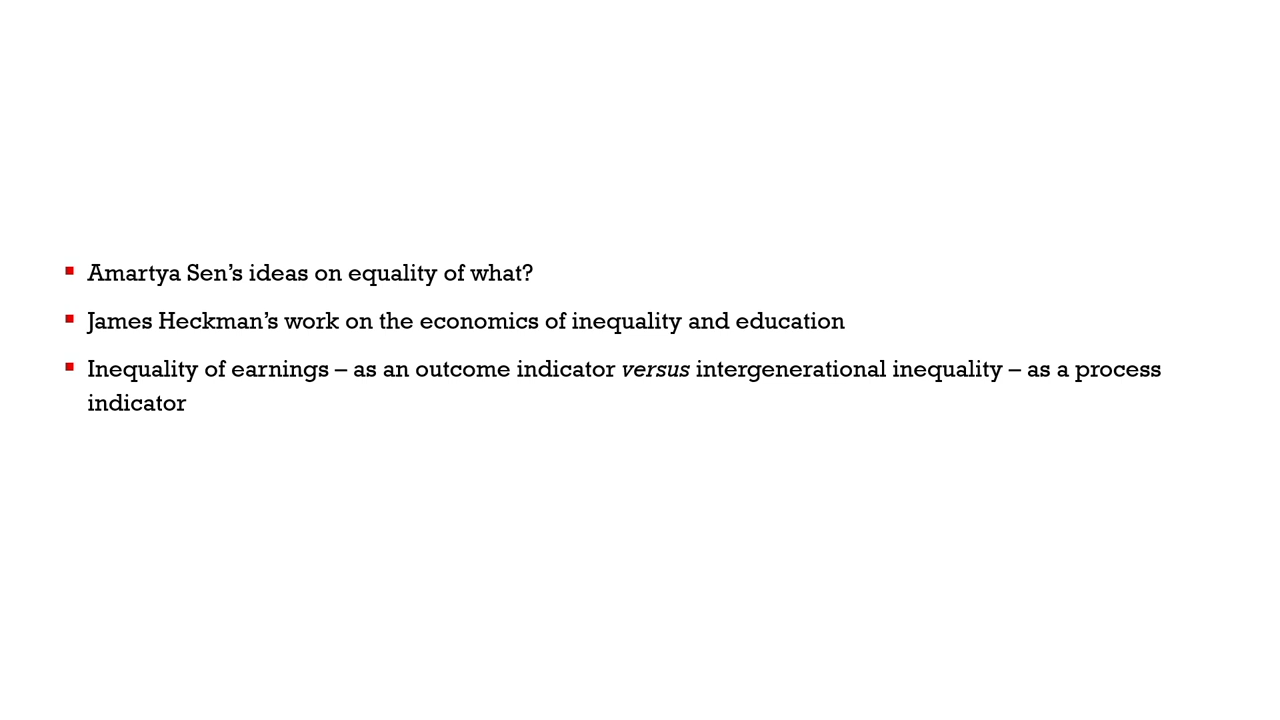 ▪ Amartya Sen’s ideas on equality of what?
▪ James Heckman’s work on the economics of inequality and education
▪ Inequality of earnings – as an outcome indicator versus intergenerational inequality – as a process
indicator